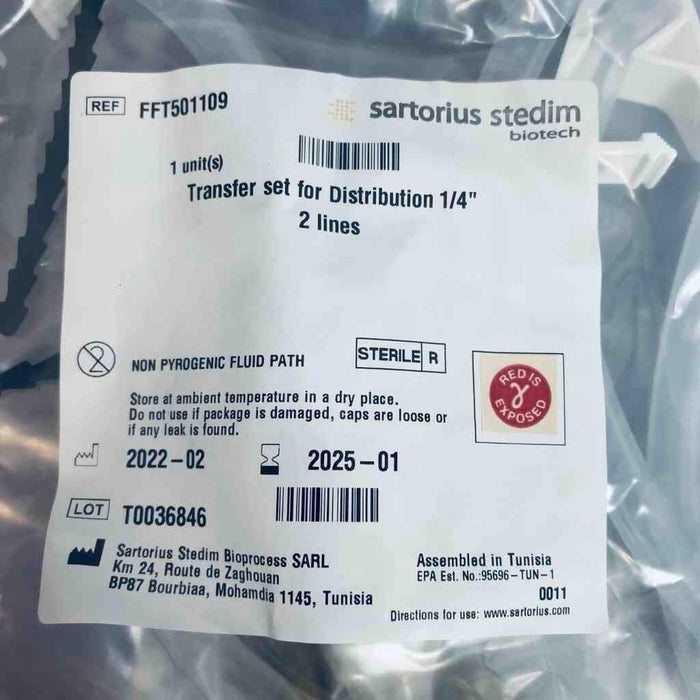 REF FFT501109
sartorius stedim
biotech
1 unit(s)
Transfer set for Distribution 1/4"
2 lines
2
NON PYROGENIC FLUID PATH
STERILE R
RED IS
γ
EXPOSED
Store at ambient temperature in a dry place.
Do not use if package is damaged, caps are loose or
if any leak is found.
2022-02
2025-01
LOT T0036846
Sartorius Stedim Bioprocess SARL
Km 24, Route de Zaghouan
BP87 Bourbiaa, Mohamdia 1145, Tunisia
Assembled in Tunisia
EPA Est. No.:95696-TUN-1
0011
Directions for use: www.sartorius.com